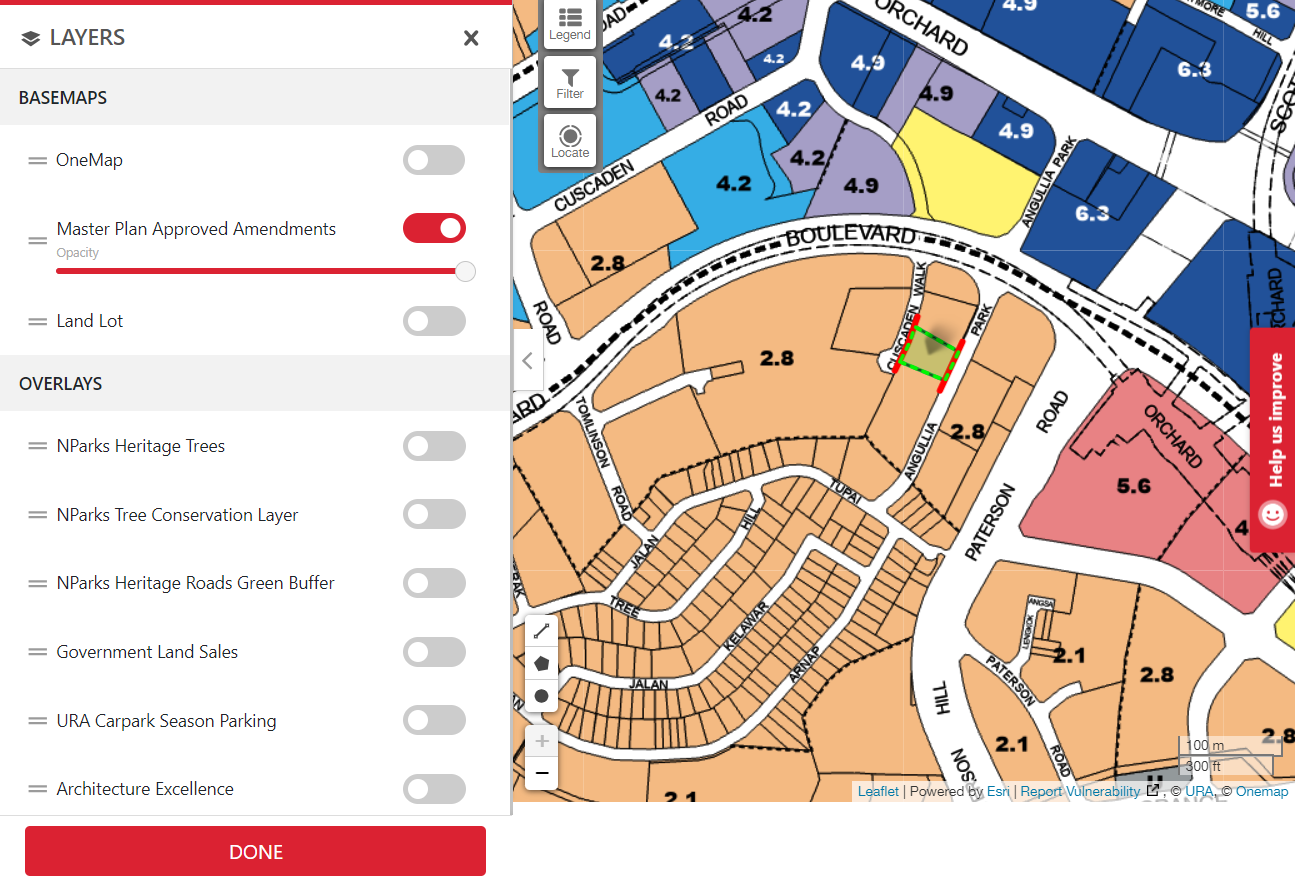 LAYERS
BASEMAPS
OneMap
Master Plan Approved Amendments
Opacity
Land Lot
OVERLAYS
NParks Heritage Trees
NParks Tree Conservation Layer
NParks Heritage Roads Green Buffer
Government Land Sales
URA Carpark Season Parking
Architecture Excellence
DONE
Legend
Filter
Locate
4.2
4.2
4.2
4.2
ORCHARD
4.9
5.6
HILL
6.3
4.9
4.9
4.9
ROAD
4.2
4.2
4.2
4.9
CUSCADEN
ANGULLIA PARK
6.3
BOULEVARD
2.8
ROAD
CUSCADEN WALK
PARK
2.8
TOMLINSON
ROAD
ANGULLIA
2.8
ROAD
PATERSON
ORCHARD
5.6
4
TUPAI
HILL
JALAN
TREE
KELAWAR
ARNAP
JALAN
ANGSA
LENGKOK
2.1
2.8
PATERSON
HILL
2.1
ROAD
2.8
2.1
Help us improve
+
−
100 m
300 ft
Leaflet | Powered by Esri | Report Vulnerability , © URA, © Onemap